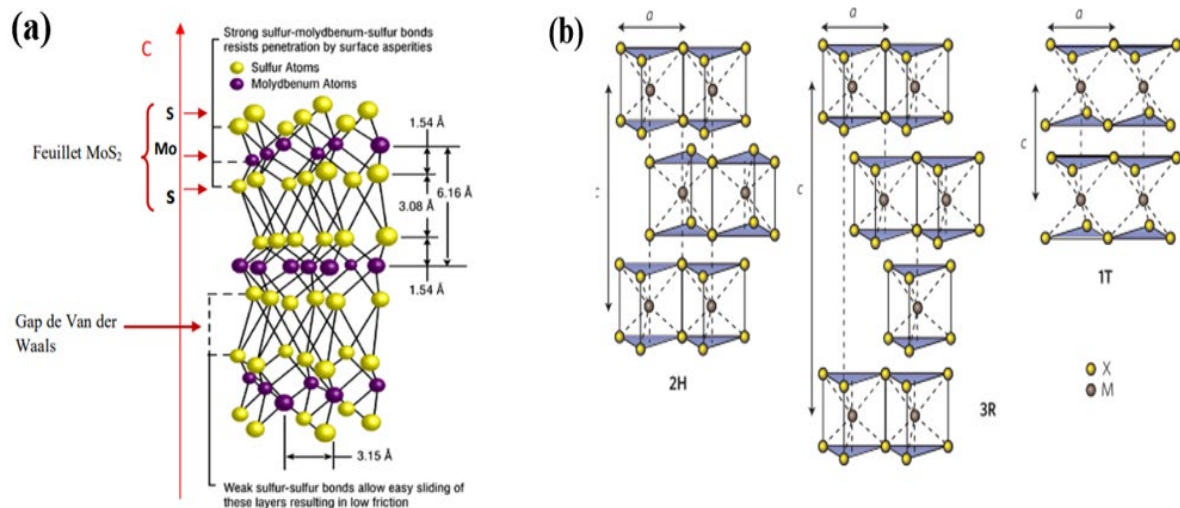 (a)
C
Strong sulfur-molydbenum-sulfur bonds
resists penetration by surface asperities
Sulfur Atoms
Molydbenum Atoms
S
Mo
S
Feuillet MoS₂
1.54 Å
6.16 Å
3.08 Å
1.54 Å
Gap de Van der
Waals
3.15 Å
Weak sulfur-sulfur bonds allow easy sliding of
these layers resulting in low friction
(b)
a
a
a
c
c
2H
3R
1T
X
M